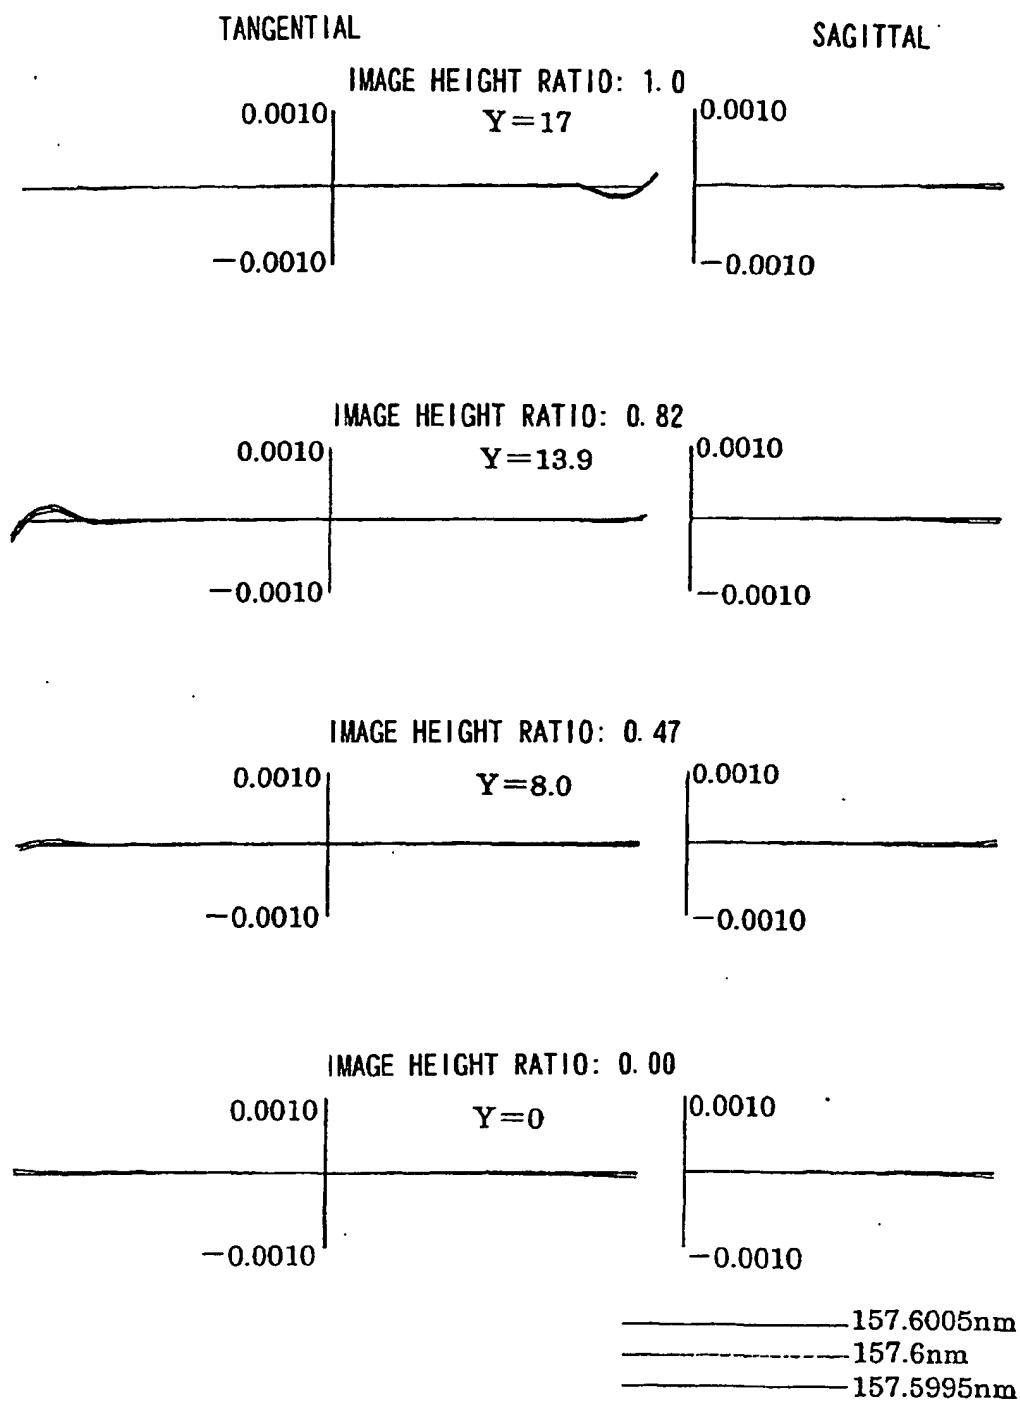 TANGENTIAL
SAGITTAL
IMAGE HEIGHT RATIO: 1.0
0.0010
Y=17
0.0010
−0.0010
−0.0010
IMAGE HEIGHT RATIO: 0.82
0.0010
Y=13.9
0.0010
−0.0010
−0.0010
IMAGE HEIGHT RATIO: 0.47
0.0010
Y=8.0
0.0010
−0.0010
−0.0010
IMAGE HEIGHT RATIO: 0.00
0.0010
Y=0
0.0010
−0.0010
−0.0010
157.6005nm
157.6nm
157.5995nm